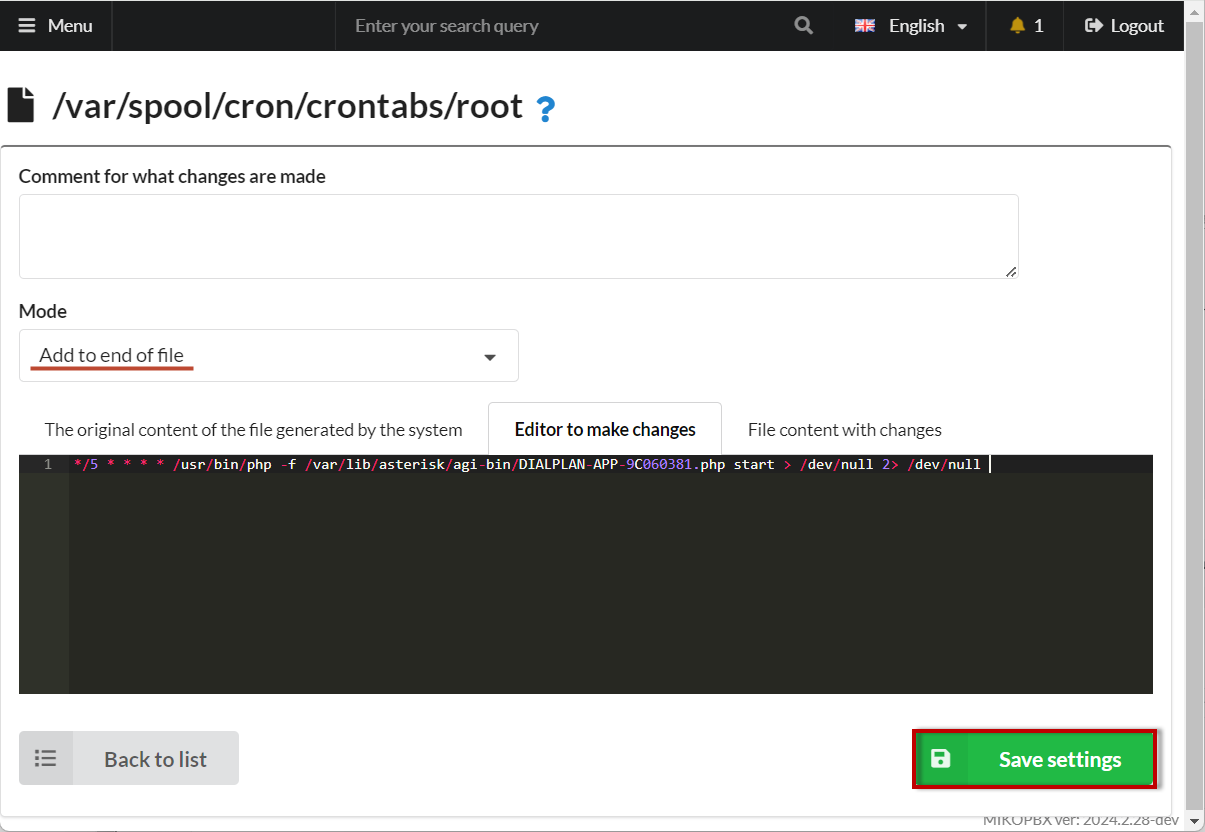 Menu
Enter your search query
English
1
Logout
/var/spool/cron/crontabs/root ?
Comment for what changes are made
Mode
Add to end of file
The original content of the file generated by the system
Editor to make changes
File content with changes
1 */5 * * * * /usr/bin/php -f /var/lib/asterisk/agi-bin/DIALPLAN-APP-9C060381.php start > /dev/null 2> /dev/null
Back to list
Save settings
MIKOPBX ver: 2024.2.28-dev